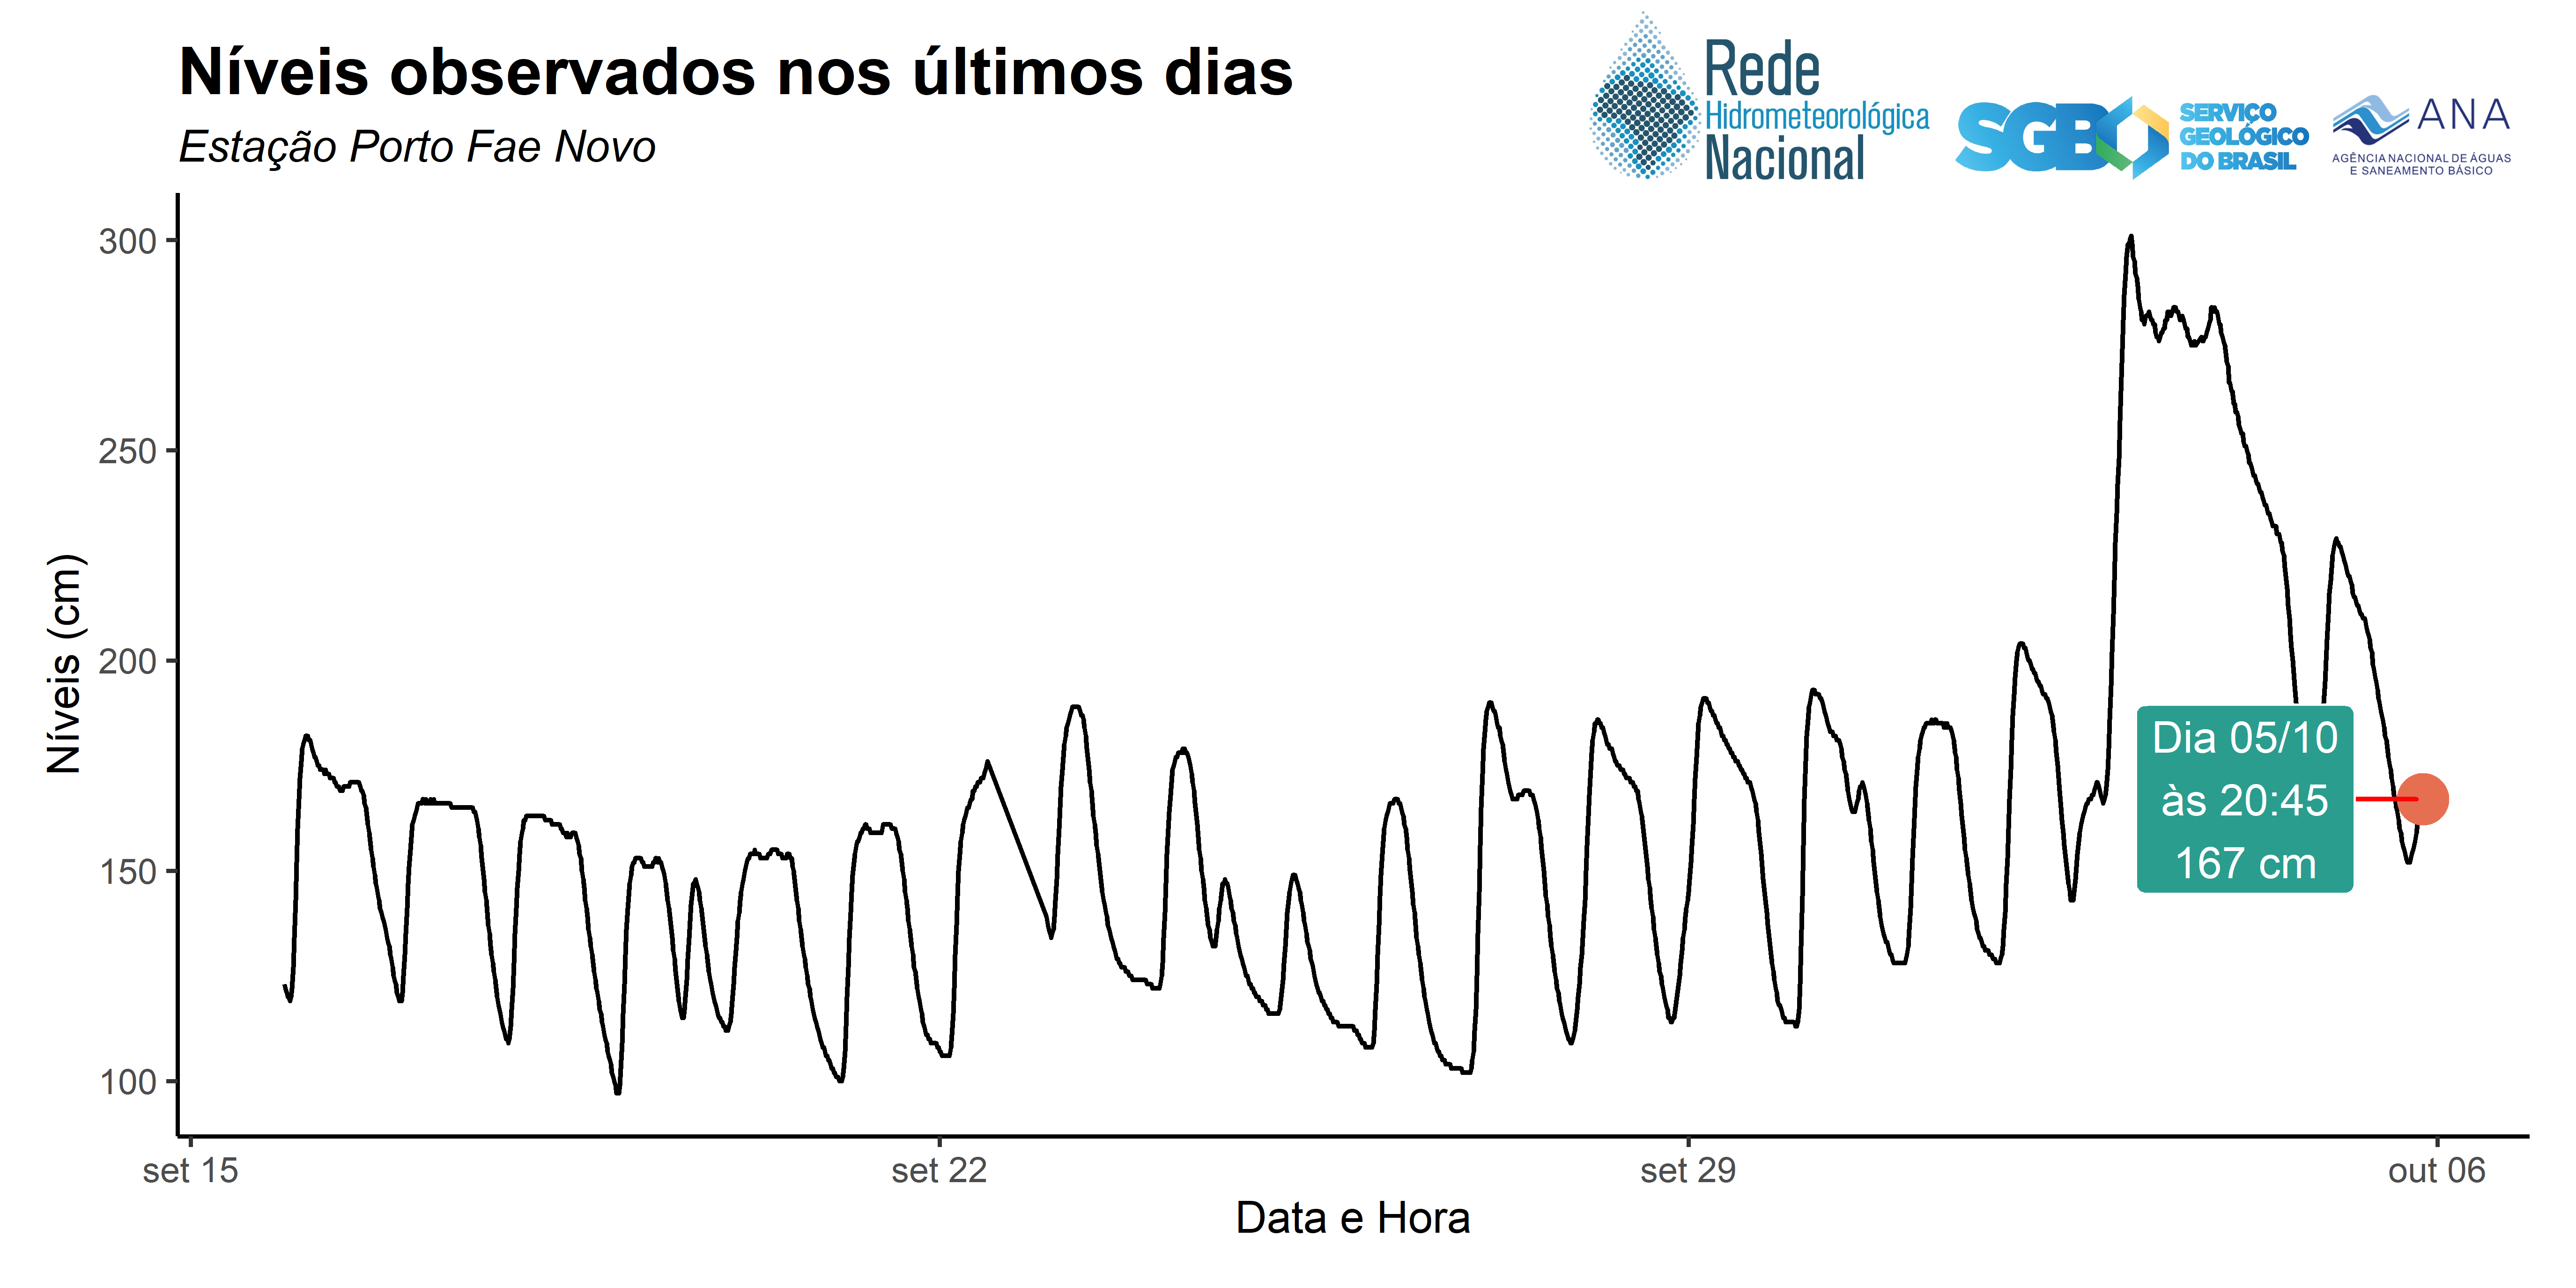 Níveis observados nos últimos dias
Estação Porto Fae Novo
Rede
Hidrometeorológica
Nacional
SGB
SERVIÇO
GEOLÓGICO
DO BRASIL
ANA
AGÊNCIA NACIONAL DE ÁGUAS
E SANEAMENTO BÁSICO
Níveis (cm)
300
250
200
150
100
Dia 05/10
às 20:45
167 cm
set 15
set 22
set 29
out 06
Data e Hora